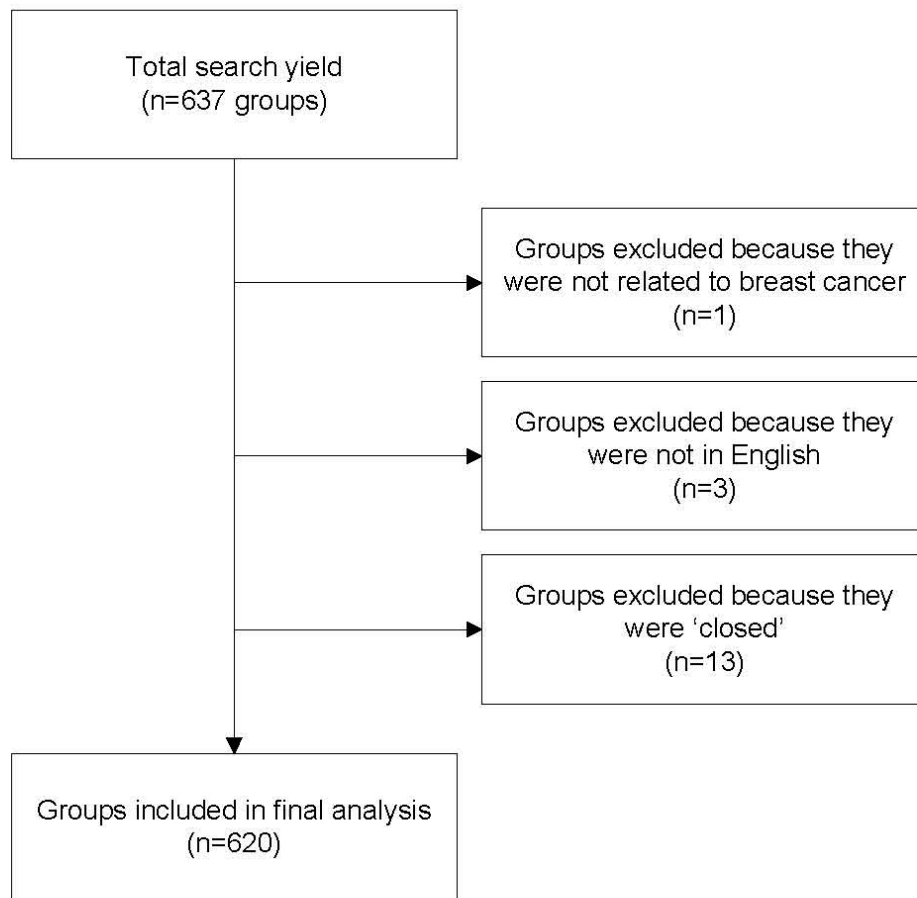 Total search yield
(n=637 groups)
Groups excluded because they
were not related to breast cancer
(n=1)
Groups excluded because they
were not in English
(n=3)
Groups excluded because they
were ‘closed’
(n=13)
Groups included in final analysis
(n=620)